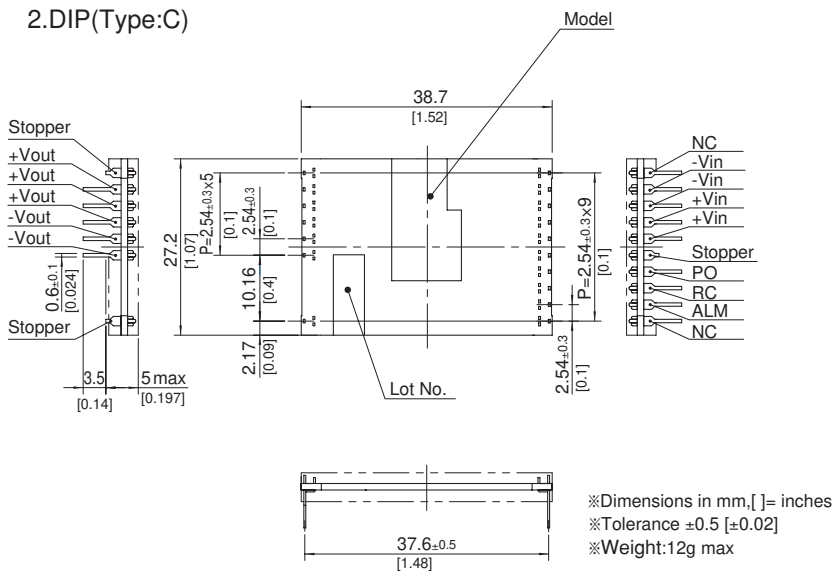 2.DIP(Type:C)
Model
38.7
[1.52]
Stopper
+Vout
+Vout
+Vout
-Vout
-Vout
Stopper
0.6±0.1
[0.024]
3.5
[0.14]
5 max
[0.197]
27.2
[1.07]
P=2.54±0.3x5
[0.1]
2.54±0.3
[0.1]
10.16
[0.4]
2.17
[0.09]
Lot No.
P=2.54±0.3x9
[0.1]
2.54±0.3
[0.1]
NC
-Vin
-Vin
+Vin
+Vin
Stopper
PO
RC
ALM
NC
37.6±0.5
[1.48]
※Dimensions in mm,[ ]= inches
※Tolerance ±0.5 [±0.02]
※Weight:12g max